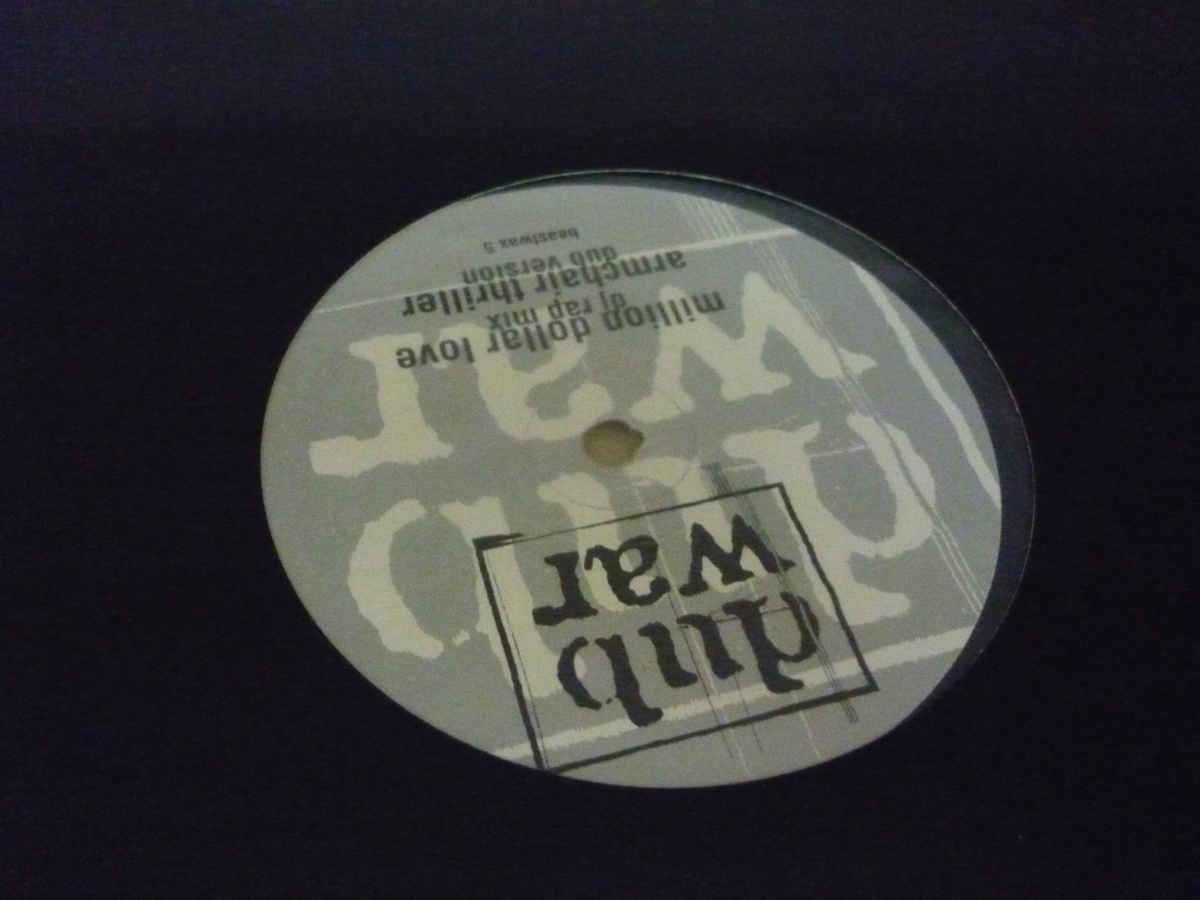 dub
war
dub
war
million dollar love
dj rap mix
armchair thriller
dub version
beastwax 5